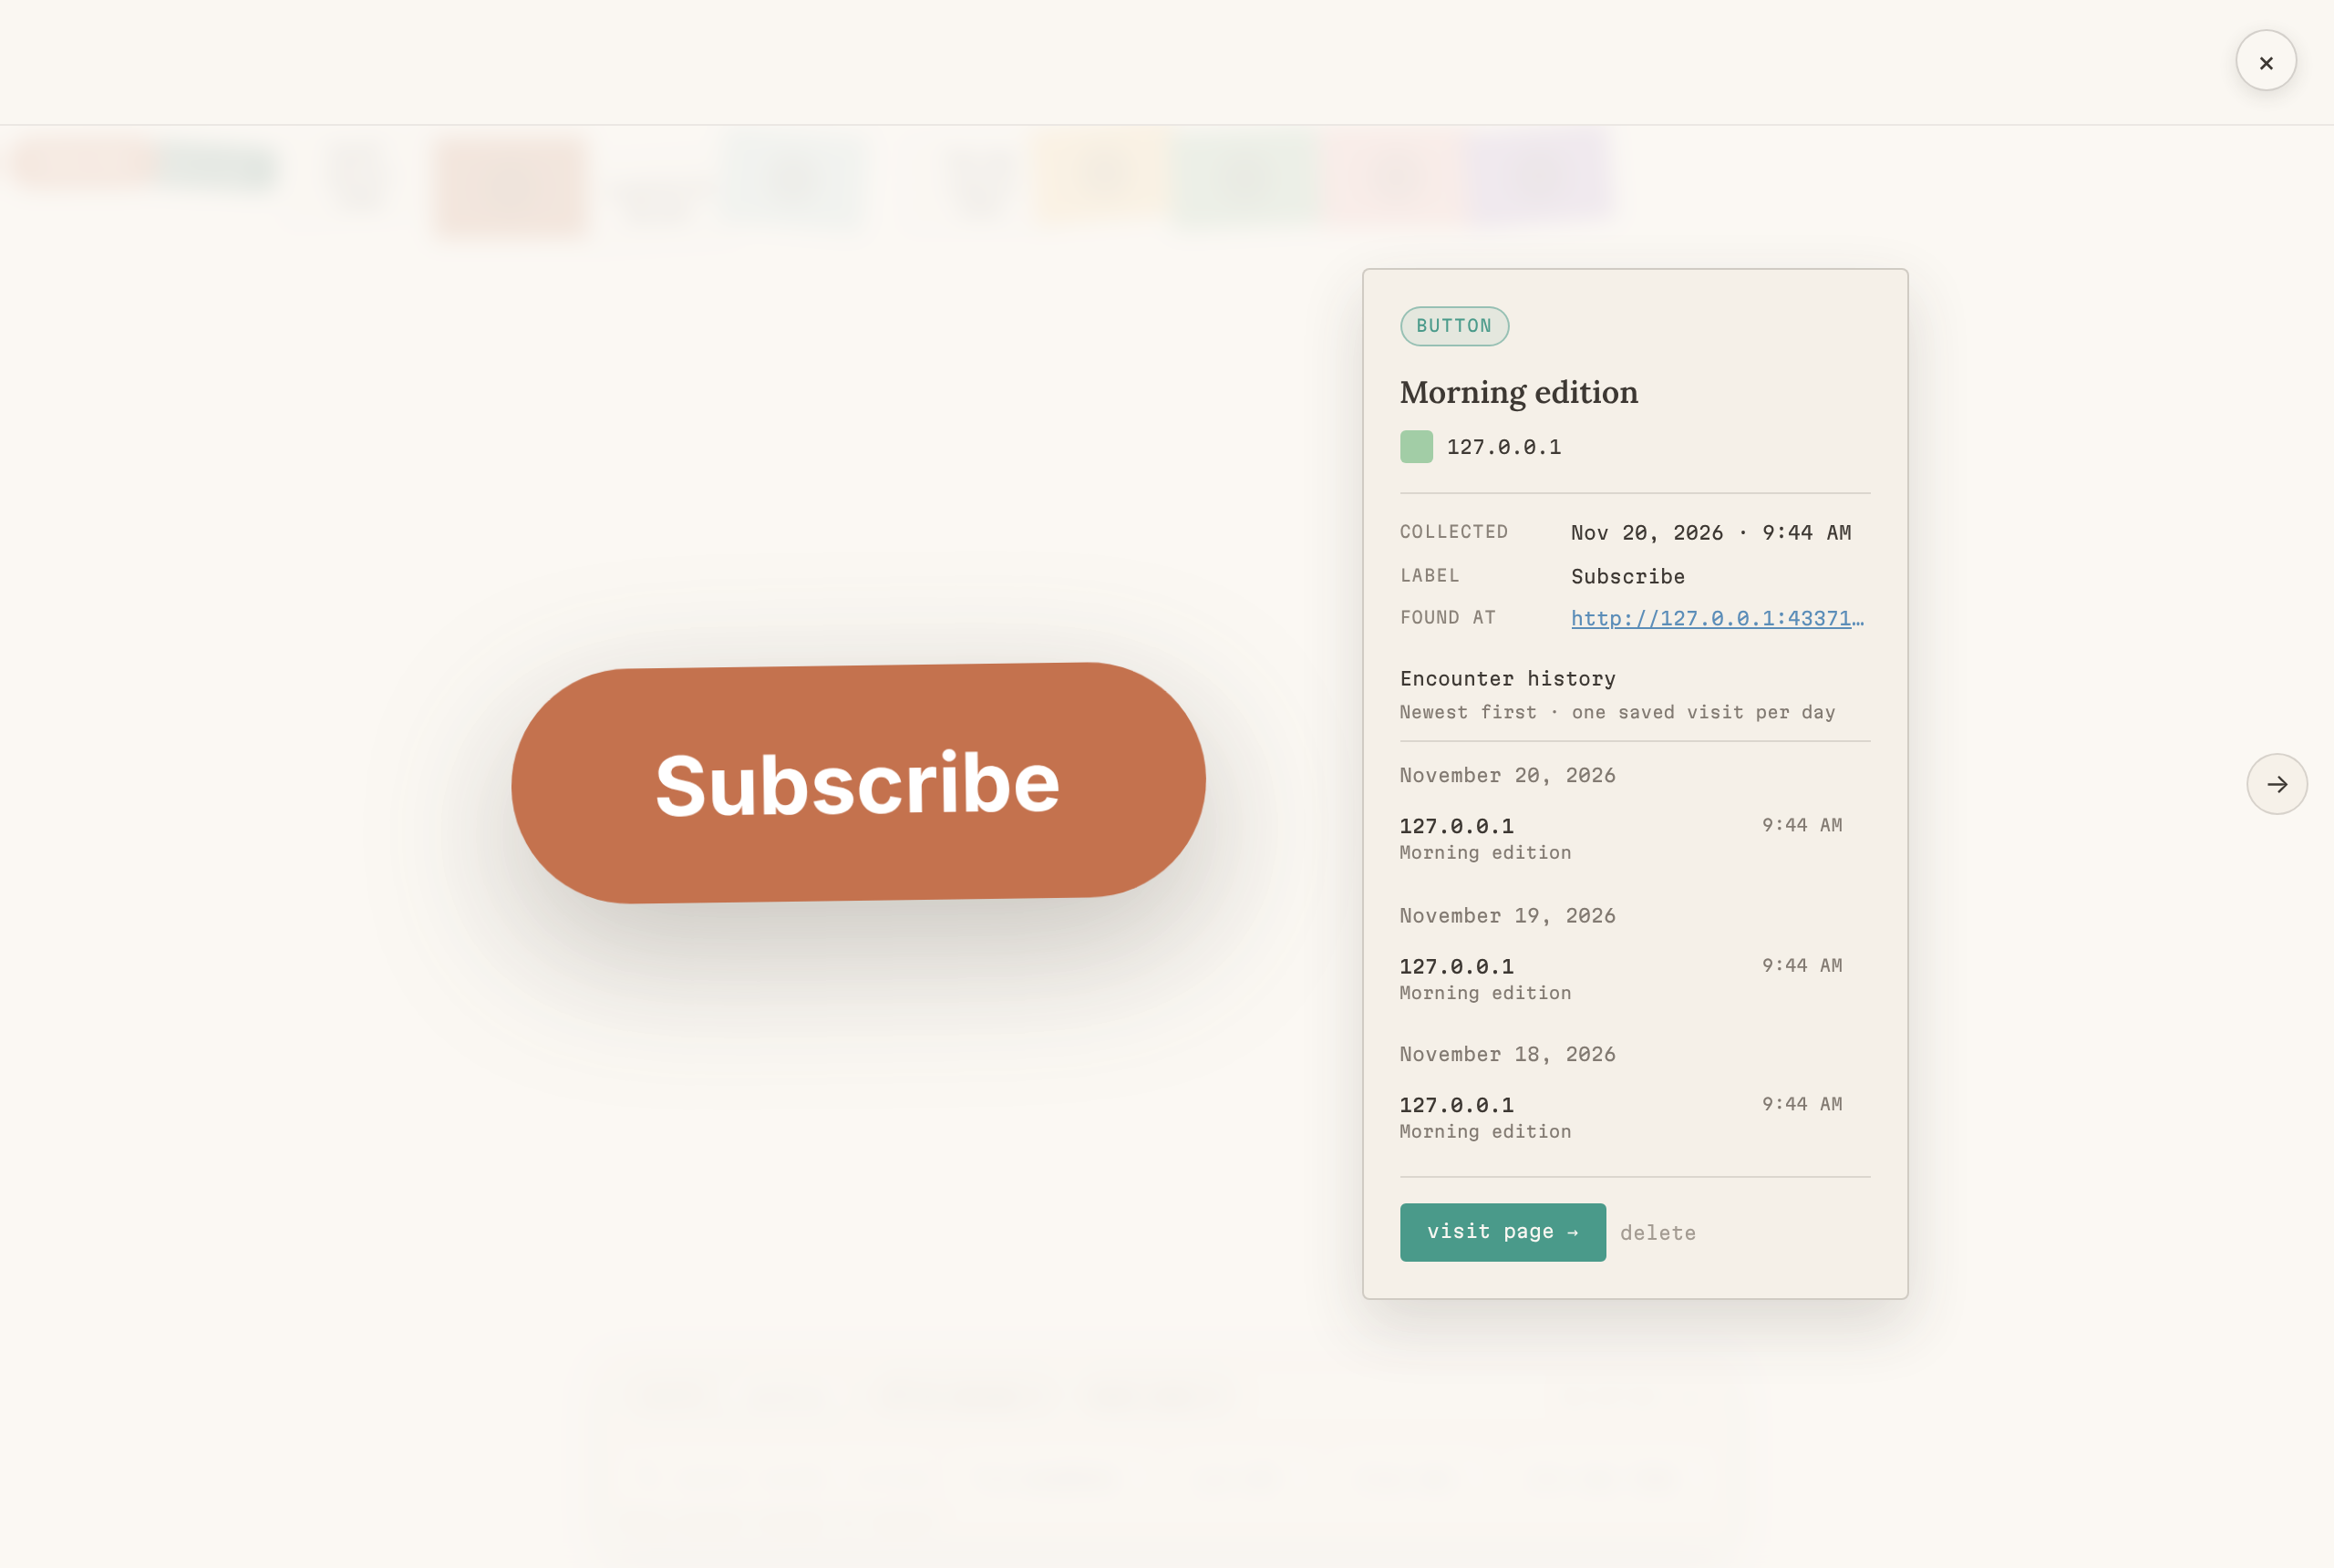 ×
BUTTON
Morning edition
127.0.0.1
COLLECTED Nov 20, 2026 · 9:44 AM
LABEL Subscribe
FOUND AT http://127.0.0.1:43371…
Subscribe
Encounter history
Newest first · one saved visit per day
November 20, 2026
127.0.0.1 9:44 AM
Morning edition
November 19, 2026
127.0.0.1 9:44 AM
Morning edition
November 18, 2026
127.0.0.1 9:44 AM
Morning edition
visit page → delete